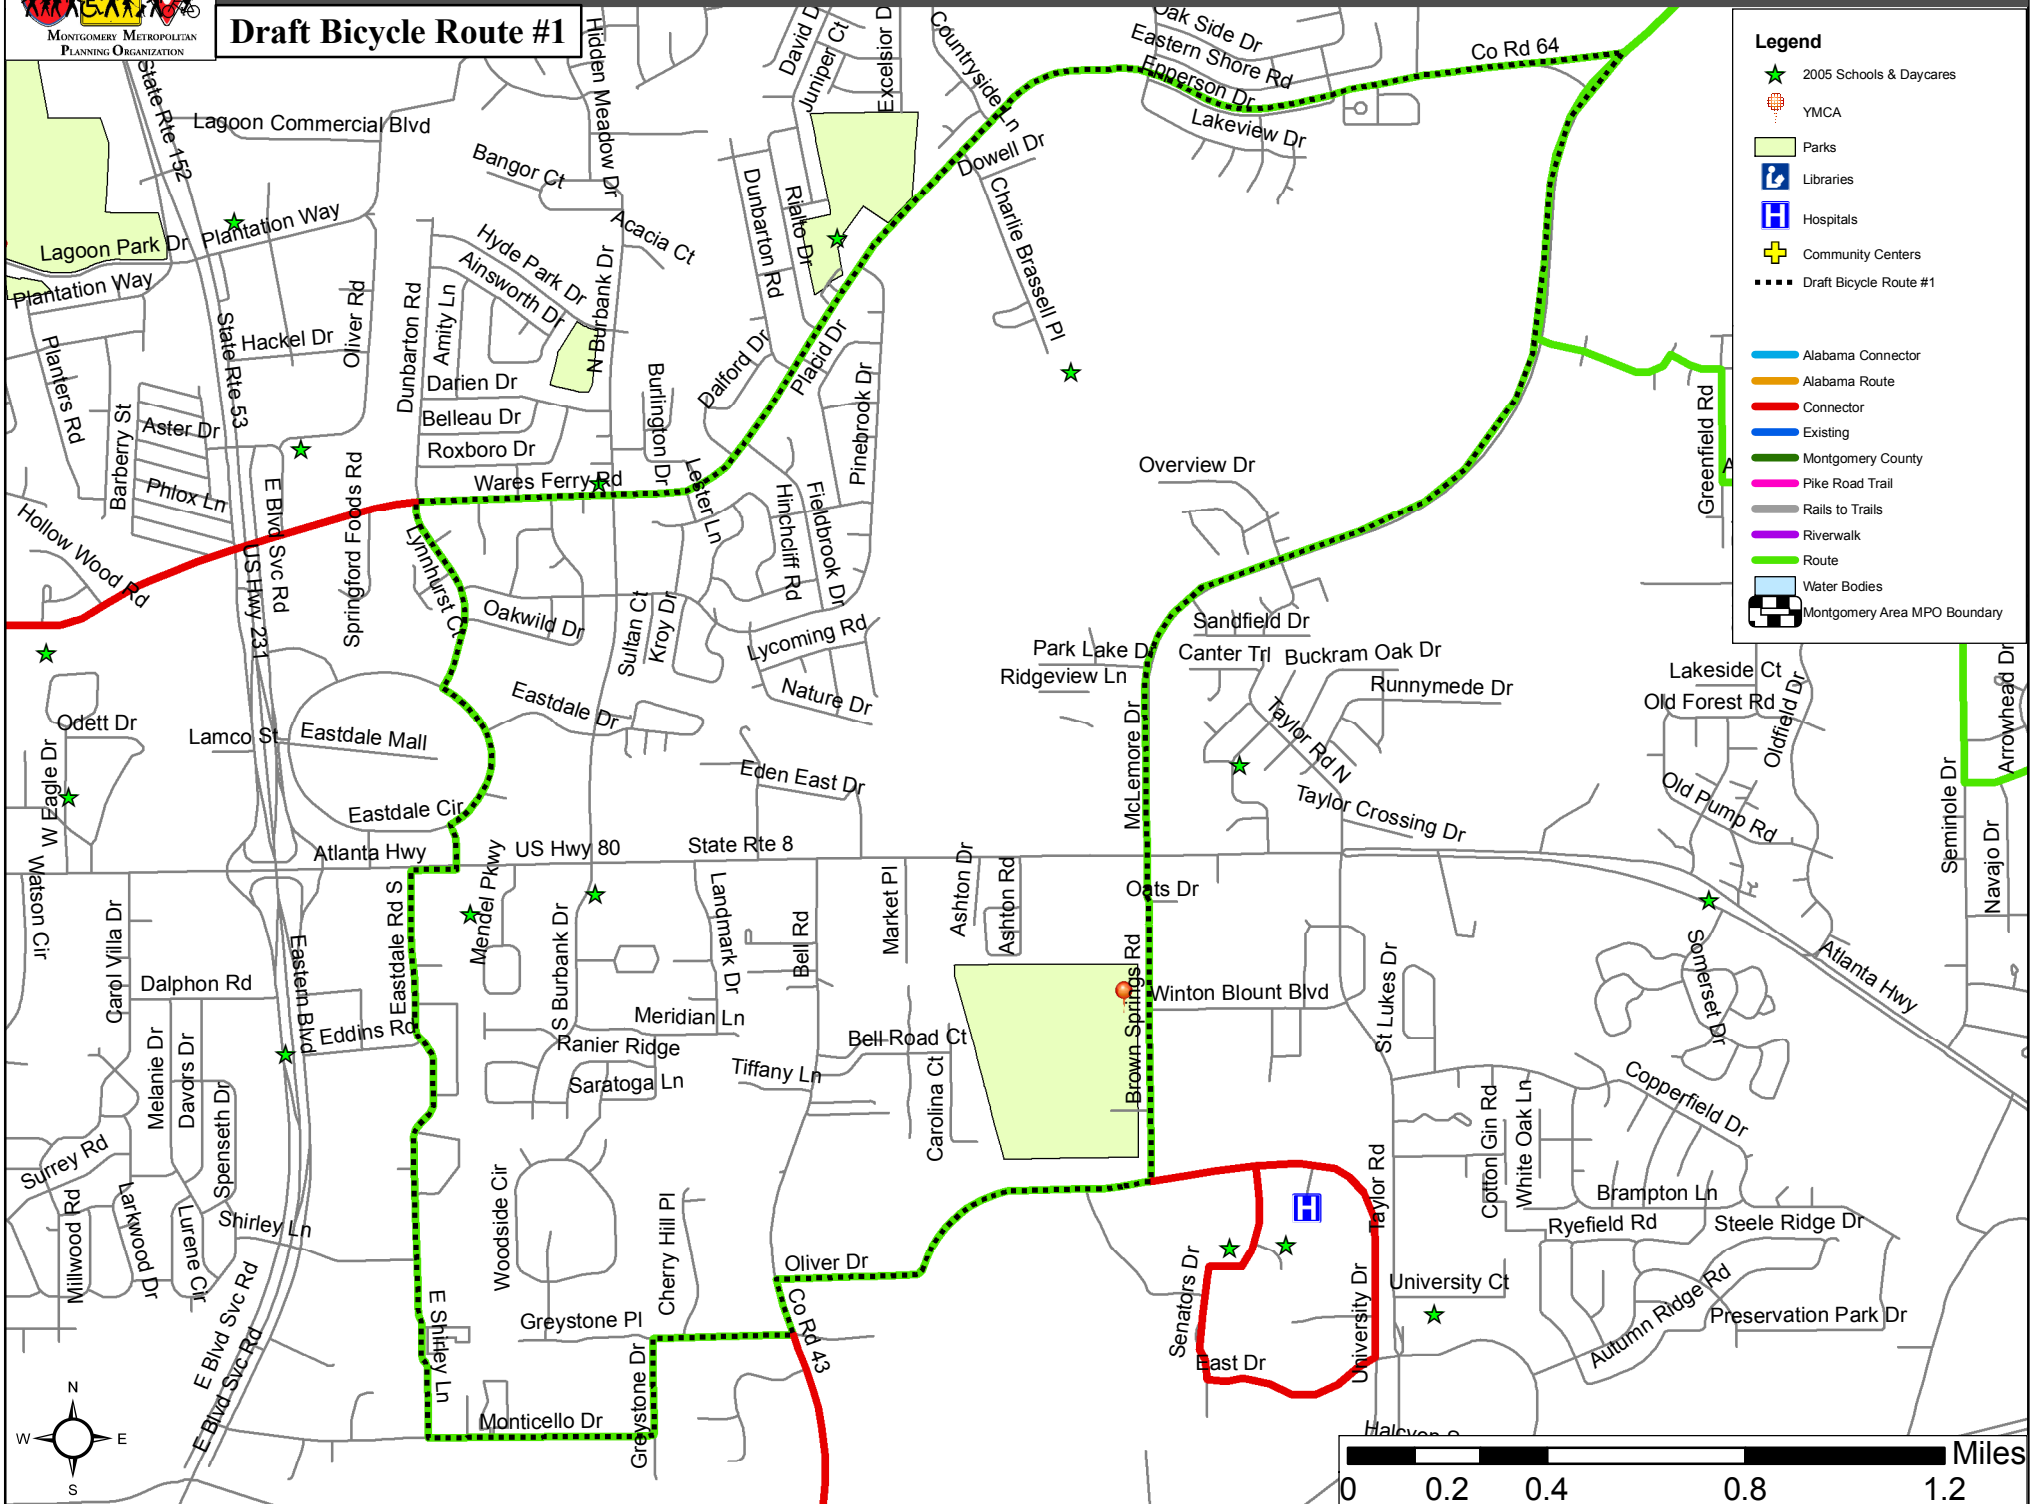 MONTGOMERY METROPOLITAN
PLANNING ORGANIZATION
Draft Bicycle Route #1
Legend
2005 Schools & Daycares
YMCA
Parks
Libraries
Hospitals
Community Centers
Draft Bicycle Route #1
Alabama Connector
Alabama Route
Connector
Existing
Montgomery County
Pike Road Trail
Rails to Trails
Riverwalk
Route
Water Bodies
Montgomery Area MPO Boundary
State Rte 152
Lagoon Commercial Blvd
Hidden Meadow Dr
David D
Juniper Ct
Excelsior D
Countryside Ln
Oak Side Dr
Eastern Shore Rd
Epperson Dr
Lakeview Dr
Co Rd 64
Bangor Ct
Acacia Ct
Dowell Dr
Charlie Brassell Pl
Dunbarton Rd
Rialto Dr
Lagoon Park Dr
Plantation Way
Plantation Way
Hyde Park Dr
Ainsworth Dr
N Burbank Dr
Planters Rd
State Rte 53
Hackel Dr
Oliver Rd
Dunbarton Rd
Amity Ln
Darien Dr
Belleau Dr
Roxboro Dr
Burlington Dr
Dalford Dr
Placid Dr
Pinebrook Dr
Barberry St
Aster Dr
Phlox Ln
E Blvd Svc Rd
Springford Foods Rd
Wares Ferry Rd
Lester Ln
Hinchcliff Rd
Fieldbrook Dr
Overview Dr
Greenfield Rd
A
Hollow Wood Rd
US Hwy 231
Lynnhurst Ct
Oakwild Dr
Sultan Ct
Kroy Dr
Lycoming Rd
Nature Dr
Eastdale Dr
Sandfield Dr
Park Lake D
Ridgeview Ln
Canter Trl
Buckram Oak Dr
Runnymede Dr
Taylor Rd N
Lakeside Ct
Old Forest Rd
Oldfield Dr
Old Pump Rd
Arrowhead Dr
Odett Dr
W Eagle Dr
Lamco St
Eastdale Mall
Eastdale Cir
Eden East Dr
McLemore Dr
Taylor Crossing Dr
Seminole Dr
Navajo Dr
Watson Cir
Atlanta Hwy
US Hwy 80
State Rte 8
Carol Villa Dr
Eastdale Rd S
Mendel Pkwy
S Burbank Dr
Landmark Dr
Bell Rd
Market Pl
Ashton Dr
Ashton Rd
Oats Dr
Brown Springs Rd
Winton Blount Blvd
St Lukes Dr
Somerset Dr
Atlanta Hwy
Dalphon Rd
Eastern Blvd
Eddins Rd
Meridian Ln
Ranier Ridge
Saratoga Ln
Tiffany Ln
Bell Road Ct
Carolina Ct
Melanie Dr
Davors Dr
Spenseth Dr
Copperfield Dr
Cotton Gin Rd
White Oak Ln
Surrey Rd
Millwood Rd
Larkwood Dr
Lurene Cir
Shirley Ln
Woodside Cir
Cherry Hill Pl
Taylor Rd
Brampton Ln
Ryefield Rd
Steele Ridge Dr
Oliver Dr
Co Rd 43
Senators Dr
University Dr
University Ct
Autumn Ridge Rd
Preservation Park Dr
E Blvd Svc Rd
E Blvd Svc Rd
E Shirley Ln
Greystone Pl
Greystone Dr
Monticello Dr
East Dr
H
H
N
W
E
S
Miles
0 0.2 0.4 0.8 1.2